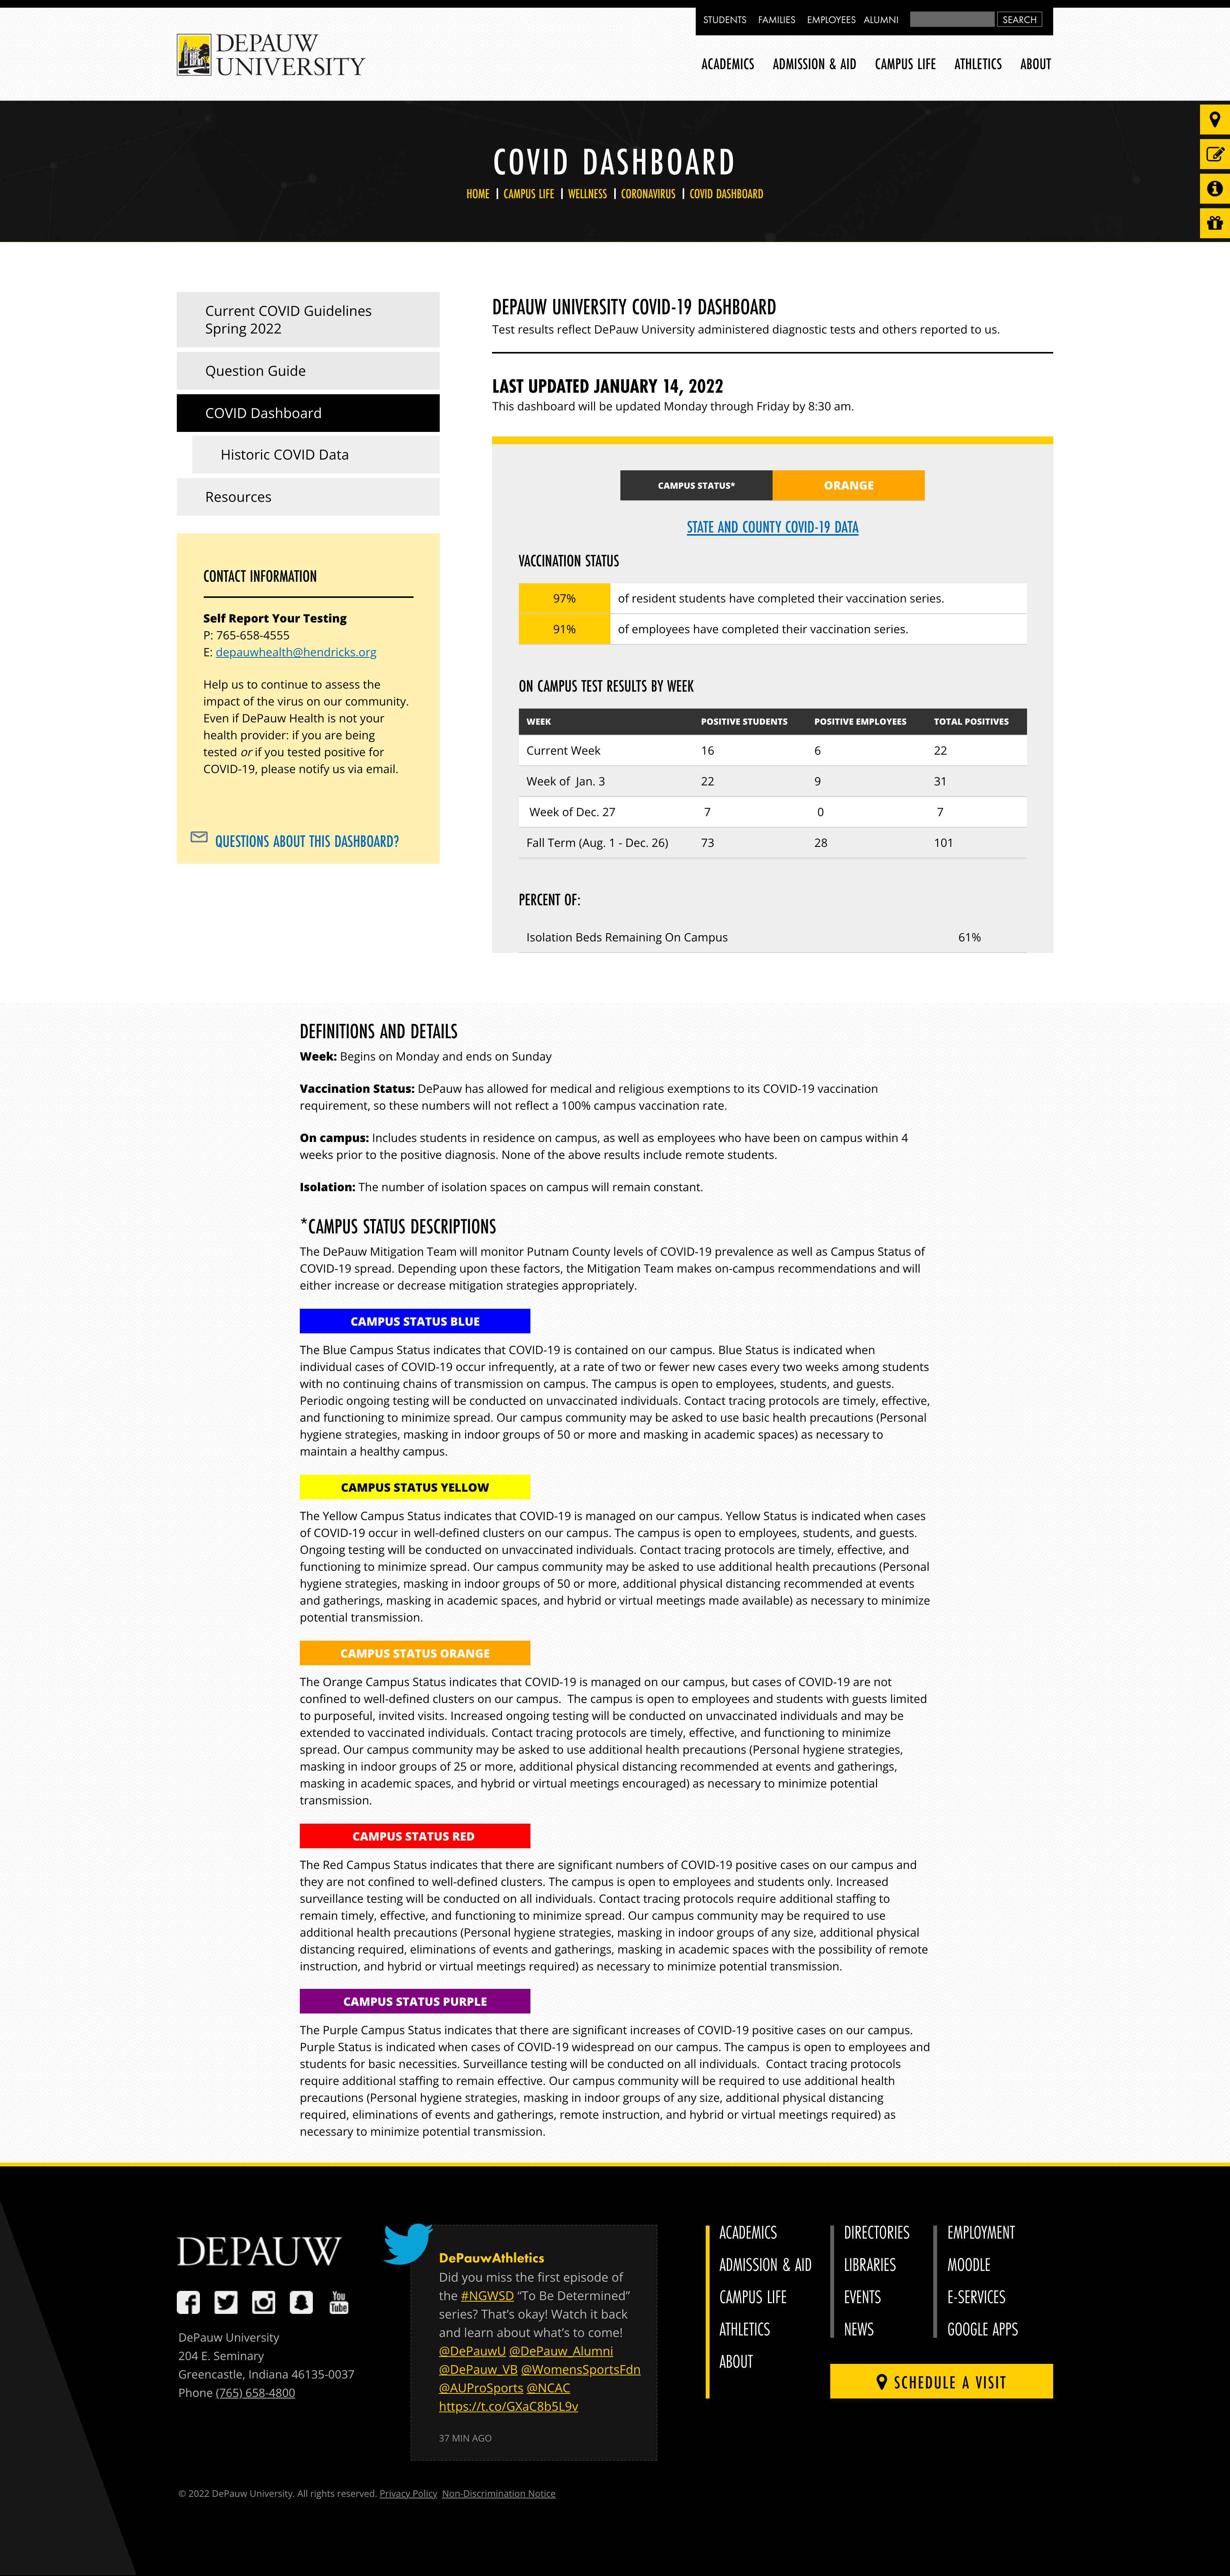 STUDENTS FAMILIES EMPLOYEES ALUMNI SEARCH
DEPAUW
UNIVERSITY
ACADEMICS ADMISSION & AID CAMPUS LIFE ATHLETICS ABOUT
COVID DASHBOARD
HOME | CAMPUS LIFE | WELLNESS | CORONAVIRUS | COVID DASHBOARD
Current COVID Guidelines
Spring 2022
Question Guide
COVID Dashboard
Historic COVID Data
Resources
CONTACT INFORMATION
Self Report Your Testing
P: 765-658-4555
E: depauwhealth@hendricks.org
Help us to continue to assess the
impact of the virus on our community.
Even if DePauw Health is not your
health provider: if you are being
tested or if you tested positive for
COVID-19, please notify us via email.
QUESTIONS ABOUT THIS DASHBOARD?
DEPAUW UNIVERSITY COVID-19 DASHBOARD
Test results reflect DePauw University administered diagnostic tests and others reported to us.
LAST UPDATED JANUARY 14, 2022
This dashboard will be updated Monday through Friday by 8:30 am.
CAMPUS STATUS* ORANGE
STATE AND COUNTY COVID-19 DATA
VACCINATION STATUS
97% of resident students have completed their vaccination series.
91% of employees have completed their vaccination series.
ON CAMPUS TEST RESULTS BY WEEK
WEEK POSITIVE STUDENTS POSITIVE EMPLOYEES TOTAL POSITIVES
Current Week 16 6 22
Week of Jan. 3 22 9 31
Week of Dec. 27 7 0 7
Fall Term (Aug. 1 - Dec. 26) 73 28 101
PERCENT OF:
Isolation Beds Remaining On Campus 61%
DEFINITIONS AND DETAILS
Week: Begins on Monday and ends on Sunday
Vaccination Status: DePauw has allowed for medical and religious exemptions to its COVID-19 vaccination
requirement, so these numbers will not reflect a 100% campus vaccination rate.
On campus: Includes students in residence on campus, as well as employees who have been on campus within 4
weeks prior to the positive diagnosis. None of the above results include remote students.
Isolation: The number of isolation spaces on campus will remain constant.
*CAMPUS STATUS DESCRIPTIONS
The DePauw Mitigation Team will monitor Putnam County levels of COVID-19 prevalence as well as Campus Status of
COVID-19 spread. Depending upon these factors, the Mitigation Team makes on-campus recommendations and will
either increase or decrease mitigation strategies appropriately.
CAMPUS STATUS BLUE
The Blue Campus Status indicates that COVID-19 is contained on our campus. Blue Status is indicated when
individual cases of COVID-19 occur infrequently, at a rate of two or fewer new cases every two weeks among students
with no continuing chains of transmission on campus. The campus is open to employees, students, and guests.
Periodic ongoing testing will be conducted on unvaccinated individuals. Contact tracing protocols are timely, effective,
and functioning to minimize spread. Our campus community may be asked to use basic health precautions (Personal
hygiene strategies, masking in indoor groups of 50 or more and masking in academic spaces) as necessary to
maintain a healthy campus.
CAMPUS STATUS YELLOW
The Yellow Campus Status indicates that COVID-19 is managed on our campus. Yellow Status is indicated when cases
of COVID-19 occur in well-defined clusters on our campus. The campus is open to employees, students, and guests.
Ongoing testing will be conducted on unvaccinated individuals. Contact tracing protocols are timely, effective, and
functioning to minimize spread. Our campus community may be asked to use additional health precautions (Personal
hygiene strategies, masking in indoor groups of 50 or more, additional physical distancing recommended at events
and gatherings, masking in academic spaces, and hybrid or virtual meetings made available) as necessary to minimize
potential transmission.
CAMPUS STATUS ORANGE
The Orange Campus Status indicates that COVID-19 is managed on our campus, but cases of COVID-19 are not
confined to well-defined clusters on our campus. The campus is open to employees and students with guests limited
to purposeful, invited visits. Increased ongoing testing will be conducted on unvaccinated individuals and may be
extended to vaccinated individuals. Contact tracing protocols are timely, effective, and functioning to minimize
spread. Our campus community may be asked to use additional health precautions (Personal hygiene strategies,
masking in indoor groups of 25 or more, additional physical distancing recommended at events and gatherings,
masking in academic spaces, and hybrid or virtual meetings encouraged) as necessary to minimize potential
transmission.
CAMPUS STATUS RED
The Red Campus Status indicates that there are significant numbers of COVID-19 positive cases on our campus and
they are not confined to well-defined clusters. The campus is open to employees and students only. Increased
surveillance testing will be conducted on all individuals. Contact tracing protocols require additional staffing to
remain timely, effective, and functioning to minimize spread. Our campus community may be required to use
additional health precautions (Personal hygiene strategies, masking in indoor groups of any size, additional physical
distancing required, eliminations of events and gatherings, masking in academic spaces with the possibility of remote
instruction, and hybrid or virtual meetings required) as necessary to minimize potential transmission.
CAMPUS STATUS PURPLE
The Purple Campus Status indicates that there are significant increases of COVID-19 positive cases on our campus.
Purple Status is indicated when cases of COVID-19 widespread on our campus. The campus is open to employees and
students for basic necessities. Surveillance testing will be conducted on all individuals. Contact tracing protocols
require additional staffing to remain effective. Our campus community will be required to use additional health
precautions (Personal hygiene strategies, masking in indoor groups of any size, additional physical distancing
required, eliminations of events and gatherings, remote instruction, and hybrid or virtual meetings required) as
necessary to minimize potential transmission.
DEPAUW
You
Tube
DePauw University
204 E. Seminary
Greencastle, Indiana 46135-0037
Phone (765) 658-4800
DePauwAthletics
Did you miss the first episode of
the #NGWSD “To Be Determined”
series? That’s okay! Watch it back
and learn about what’s to come!
@DePauwU @DePauw_Alumni
@DePauw_VB @WomensSportsFdn
@AUProSports @NCAC
https://t.co/GXaC8b5L9v
37 MIN AGO
ACADEMICS
ADMISSION & AID
CAMPUS LIFE
ATHLETICS
ABOUT
DIRECTORIES
LIBRARIES
EVENTS
NEWS
EMPLOYMENT
MOODLE
E-SERVICES
GOOGLE APPS
SCHEDULE A VISIT
© 2022 DePauw University. All rights reserved. Privacy Policy Non-Discrimination Notice